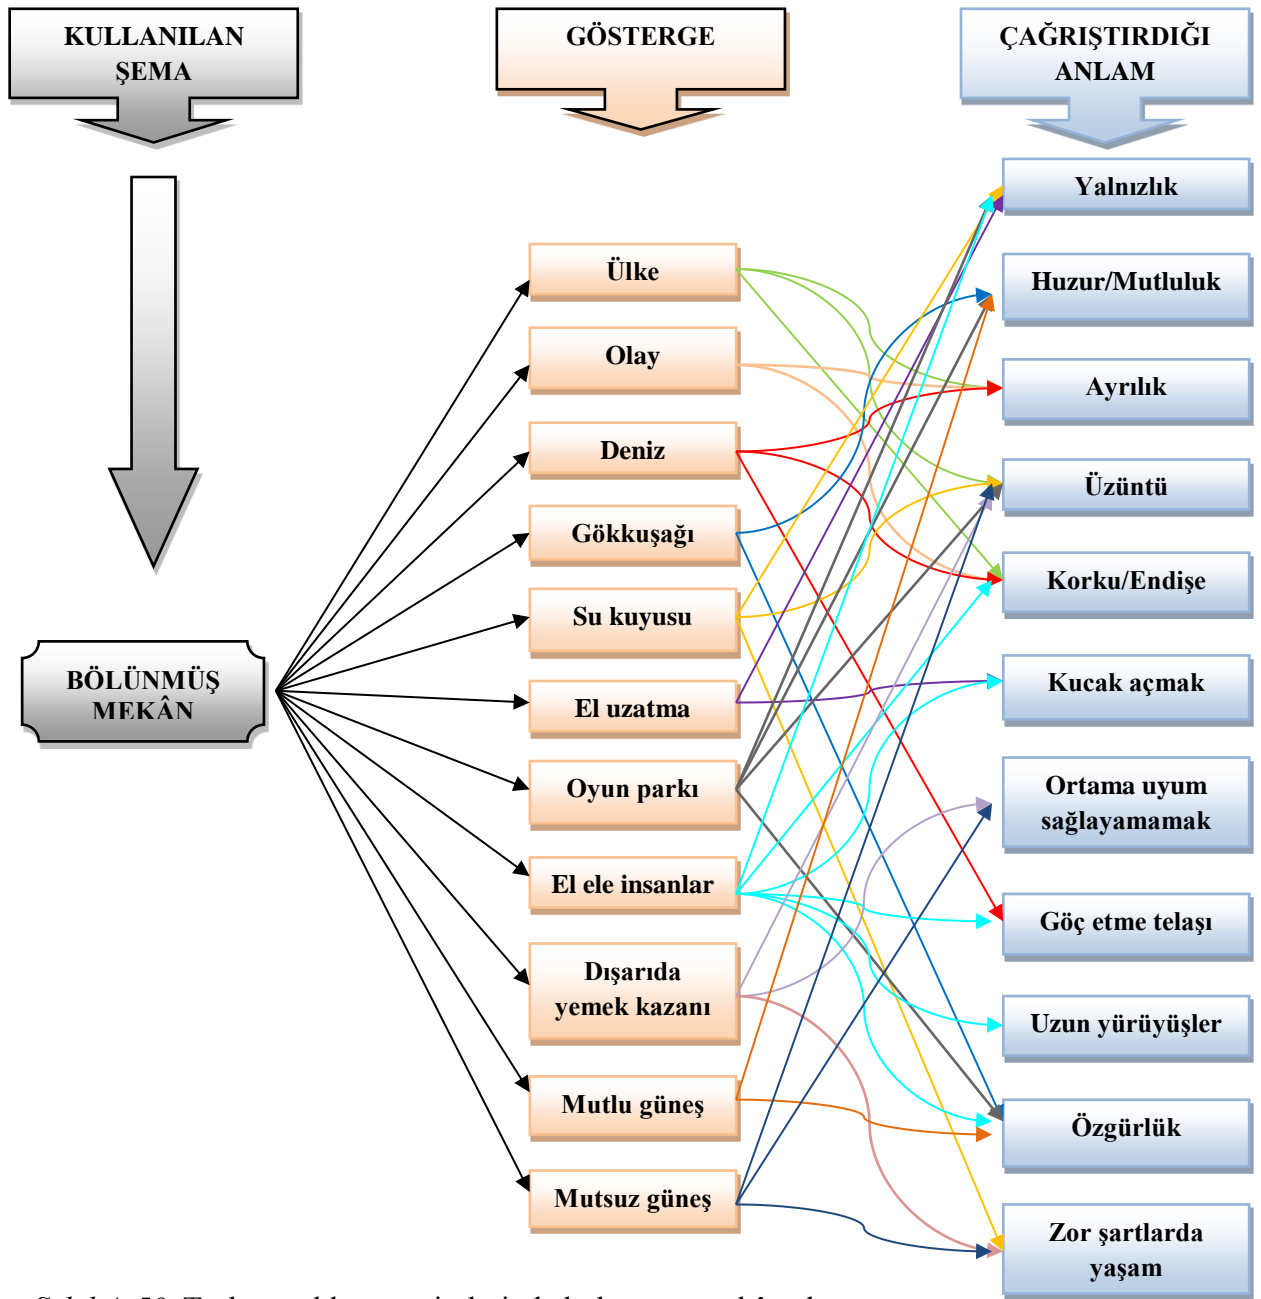 KULLANILAN
ŞEMA
GÖSTERGE
ÇAĞRIŞTIRDIĞI
ANLAM
BÖLÜNMÜŞ
MEKÂN
Ülke
Olay
Deniz
Gökkuşağı
Su kuyusu
El uzatma
Oyun parkı
El ele insanlar
Dışarıda
yemek kazanı
Mutlu güneş
Mutsuz güneş
Yalnızlık
Huzur/Mutluluk
Ayrılık
Üzüntü
Korku/Endişe
Kucak açmak
Ortama uyum
sağlayamamak
Göç etme telaşı
Uzun yürüyüşler
Özgürlük
Zor şartlarda
yaşam